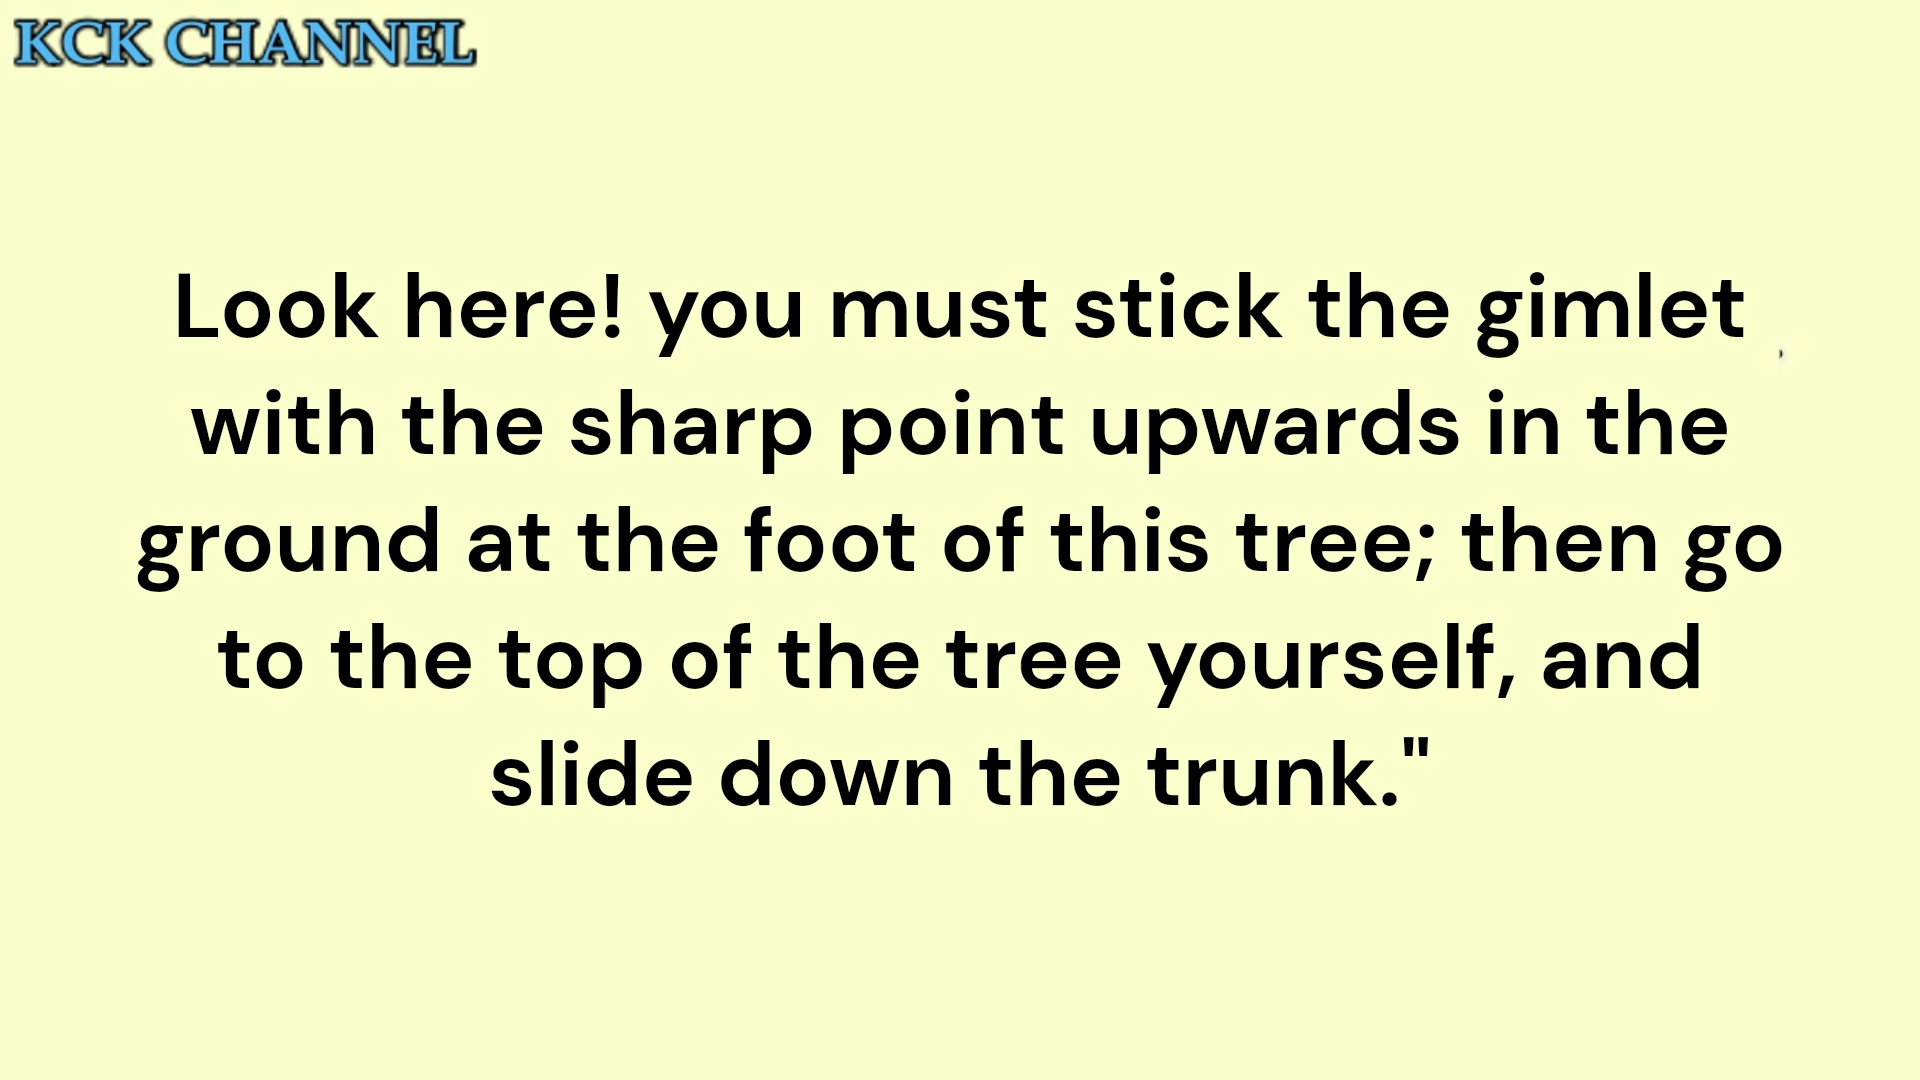 KCK CHANNEL
Look here! you must stick the gimlet
with the sharp point upwards in the
ground at the foot of this tree; then go
to the top of the tree yourself, and
slide down the trunk."